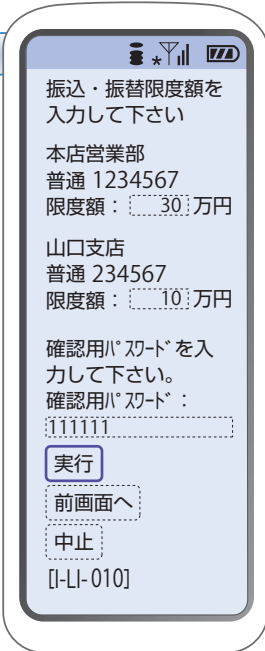 振込・振替限度額を
入力して下さい
本店営業部
普通 1234567
限度額： 30 万円
山口支店
普通 234567
限度額： 10 万円
確認用ﾊﾟｽﾜｰﾄﾞを入
力して下さい。
確認用ﾊﾟｽﾜｰﾄﾞ：
111111
実行
前画面へ
中止
[I-LI-010]